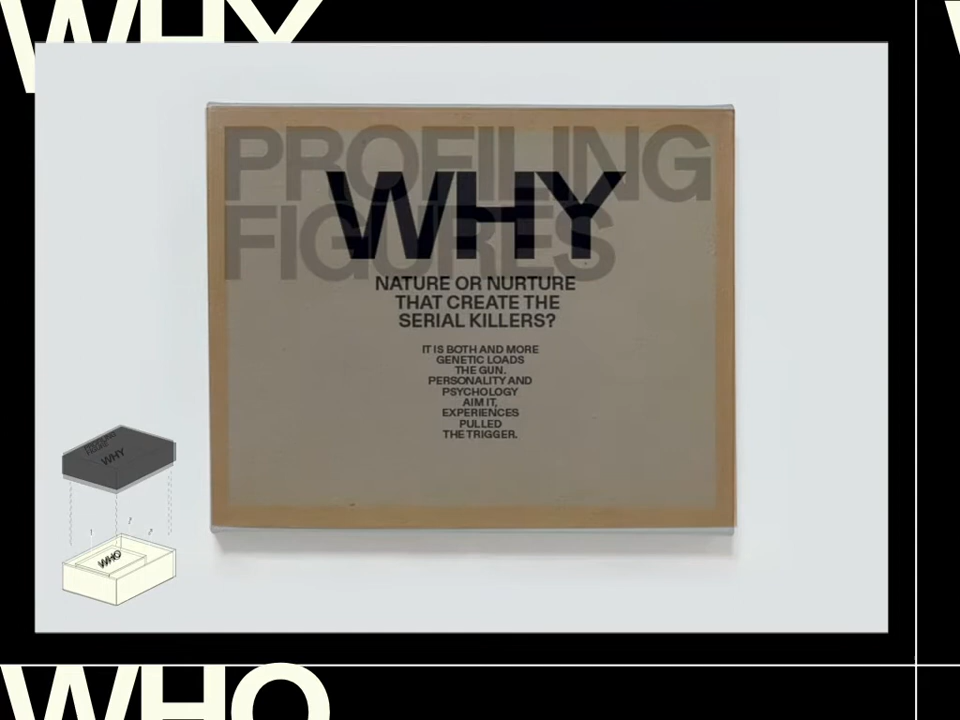 WHY
PROFILING
FIGURES
WHY
NATURE OR NURTURE
THAT CREATE THE
SERIAL KILLERS?
IT IS BOTH AND MORE
GENETIC LOADS
THE GUN.
PERSONALITY AND
PSYCHOLOGY
AIM IT,
EXPERIENCES
PULLED
THE TRIGGER.
WHY
WHO
WHO